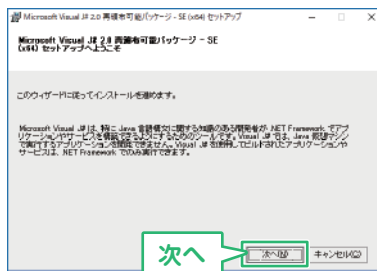 Microsoft Visual J# 2.0 再頒布可能パッケージ - SE (x64) セットアップ
Microsoft Visual J# 2.0 再頒布可能パッケージ - SE
(x64) セットアップへようこそ
このウィザードに従ってインストールを進めます。
Microsoft Visual J# は、特に Java 言語構文に関する知識のある開発者が .NET Framework でアプ
リケーションやサービスを構築できるようにするためのツールです。Visual J# では、Java 仮想マシン
で実行するアプリケーションを開発できません。Visual J# を使用してビルドされたアプリケーションや
サービスは、.NET Framework でのみ実行できます。
次へ
次へ(N)
キャンセル(C)